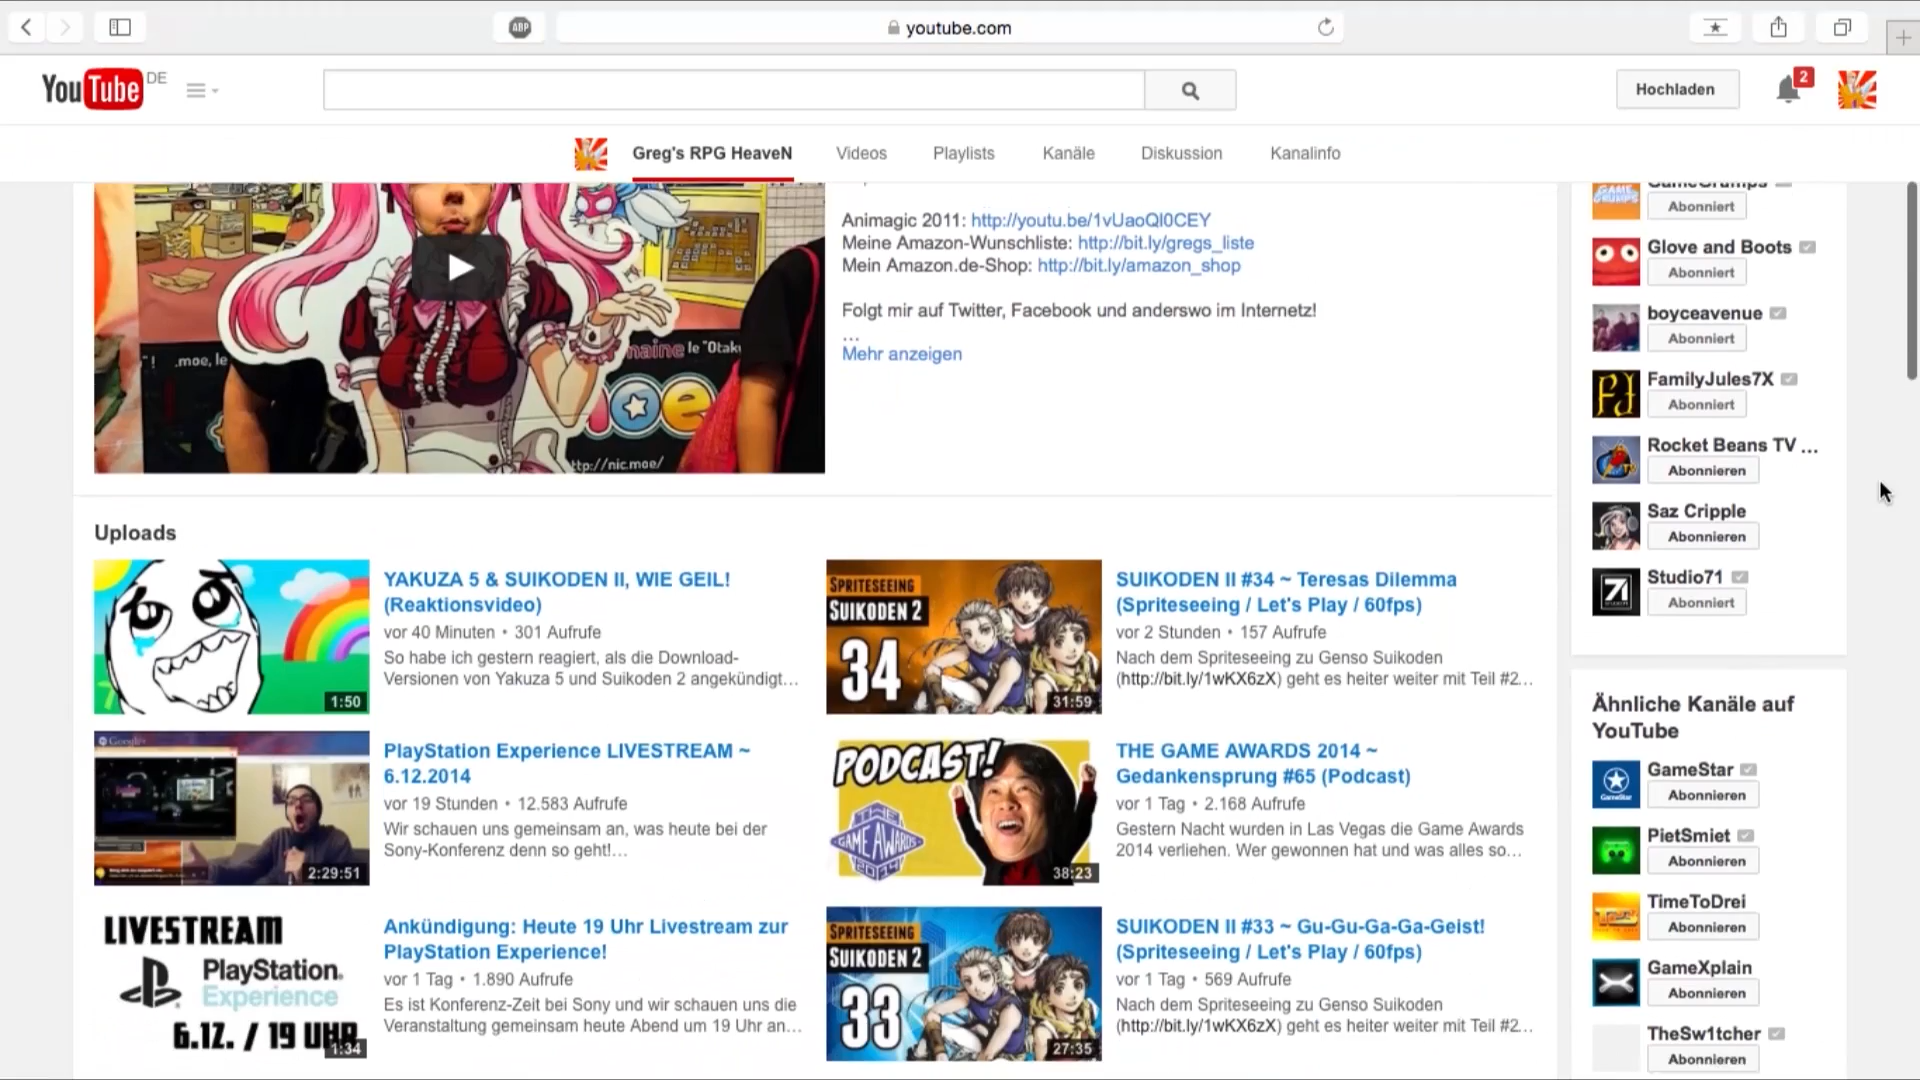 ABP
youtube.com
YouTube DE
Hochladen
2
Greg's RPG HeaveN
Videos
Playlists
Kanäle
Diskussion
Kanalinfo
.moe, le
maine le "Otaku
http://nic.moe/
Animagic 2011: http://youtu.be/1vUaoQl0CEY
Meine Amazon-Wunschliste: http://bit.ly/gregs_liste
Mein Amazon.de-Shop: http://bit.ly/amazon_shop
Folgt mir auf Twitter, Facebook und anderswo im Internetz!
...
Mehr anzeigen
Uploads
1:50
YAKUZA 5 & SUIKODEN II, WIE GEIL!
(Reaktionsvideo)
vor 40 Minuten • 301 Aufrufe
So habe ich gestern reagiert, als die Download-
Versionen von Yakuza 5 und Suikoden 2 angekündigt...
SPRITESEEING
SUIKODEN 2
34
31:59
SUIKODEN II #34 ~ Teresas Dilemma
(Spriteseeing / Let's Play / 60fps)
vor 2 Stunden • 157 Aufrufe
Nach dem Spriteseeing zu Genso Suikoden
(http://bit.ly/1wKX6zX) geht es heiter weiter mit Teil #2...
2:29:51
PlayStation Experience LIVESTREAM ~
6.12.2014
vor 19 Stunden • 12.583 Aufrufe
Wir schauen uns gemeinsam an, was heute bei der
Sony-Konferenz denn so geht!...
PODCAST!
THE
GAME AWARDS
2014
38:23
THE GAME AWARDS 2014 ~
Gedankensprung #65 (Podcast)
vor 1 Tag • 2.168 Aufrufe
Gestern Nacht wurden in Las Vegas die Game Awards
2014 verliehen. Wer gewonnen hat und was alles so...
LIVESTREAM
PlayStation
Experience
6.12. / 19 UHR
1:34
Ankündigung: Heute 19 Uhr Livestream zur
PlayStation Experience!
vor 1 Tag • 1.890 Aufrufe
Es ist Konferenz-Zeit bei Sony und wir schauen uns die
Veranstaltung gemeinsam heute Abend um 19 Uhr an...
SPRITESEEING
SUIKODEN 2
33
27:35
SUIKODEN II #33 ~ Gu-Gu-Ga-Ga-Geist!
(Spriteseeing / Let's Play / 60fps)
vor 1 Tag • 569 Aufrufe
Nach dem Spriteseeing zu Genso Suikoden
(http://bit.ly/1wKX6zX) geht es heiter weiter mit Teil #2...
GameGrumps
Abonniert
Glove and Boots
Abonniert
boyceavenue
Abonniert
FamilyJules7X
Abonniert
Rocket Beans TV ...
Abonnieren
Saz Cripple
Abonnieren
Studio71
Abonniert
Ähnliche Kanäle auf
YouTube
GameStar
Abonnieren
PietSmiet
Abonnieren
TimeToDrei
Abonnieren
GameXplain
Abonnieren
TheSw1tcher
Abonnieren